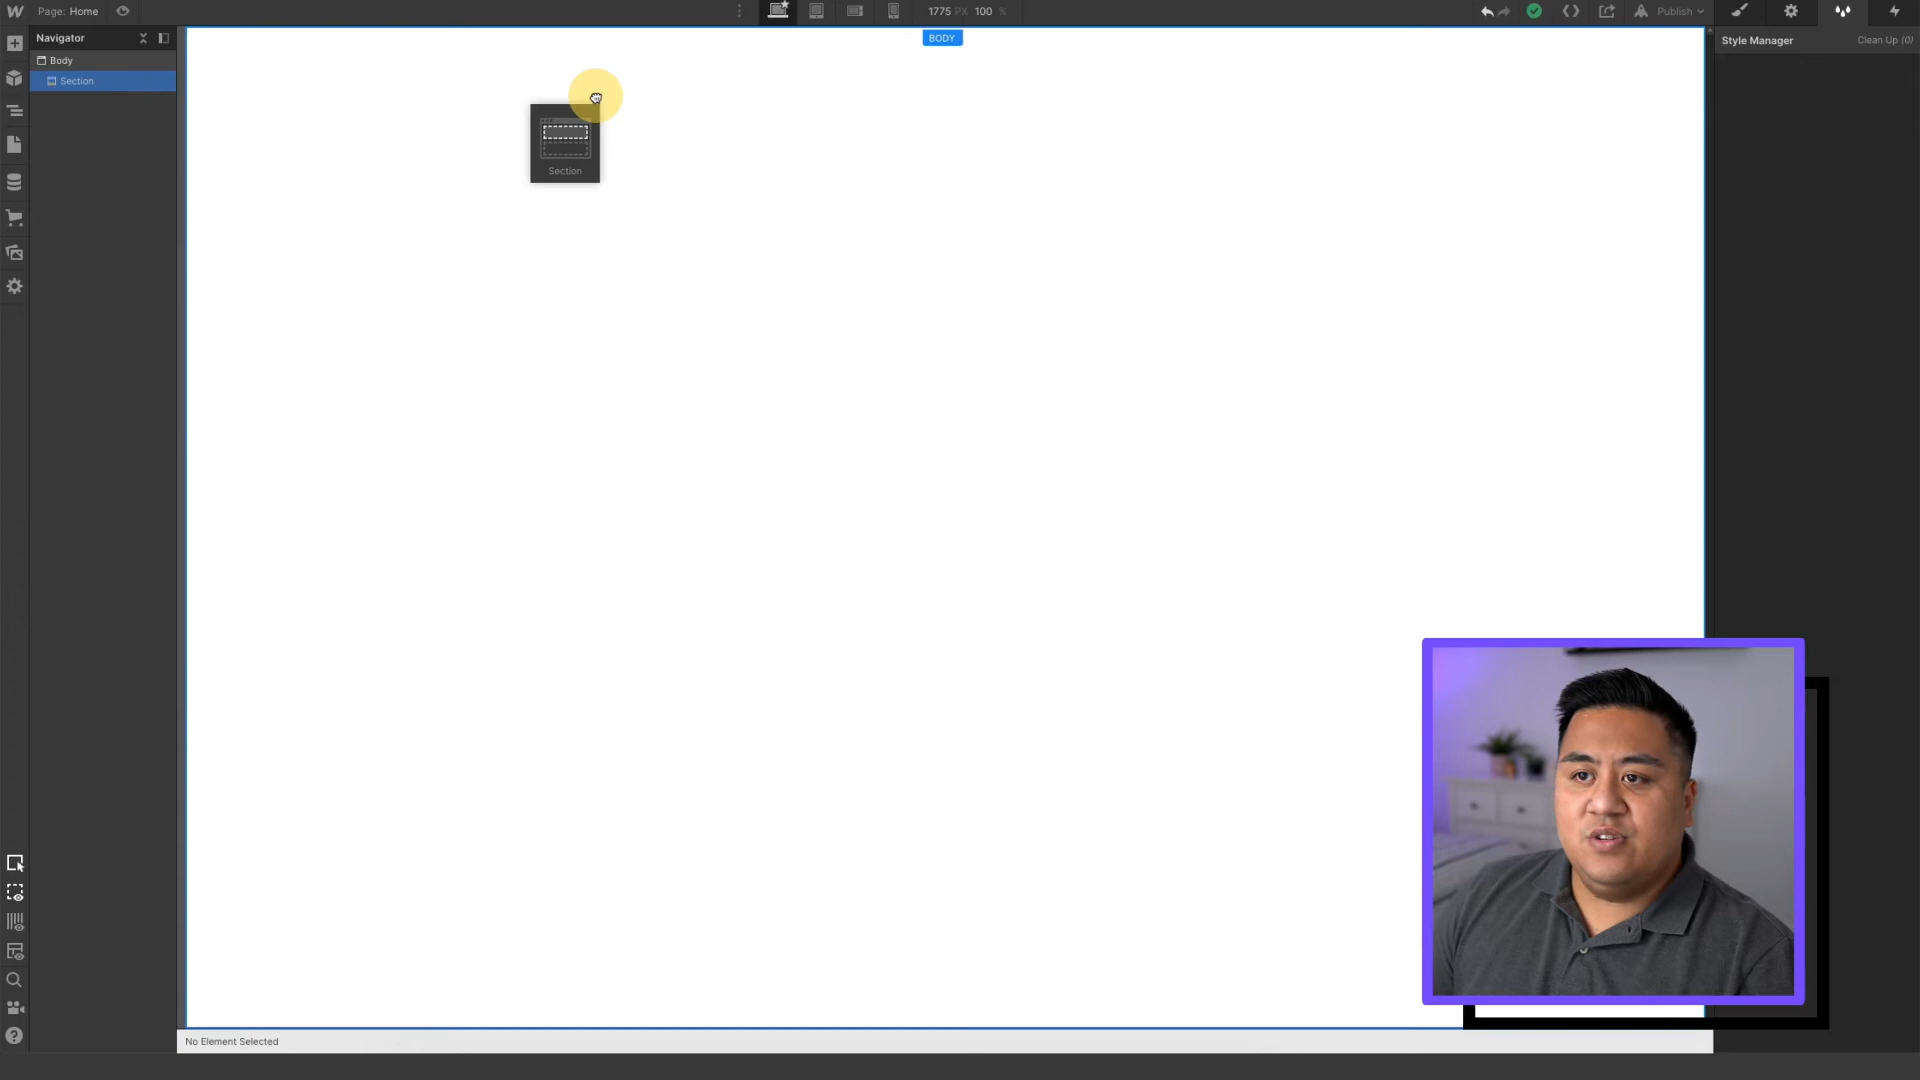 Page: Home
1775 PX 100 %
Publish
Navigator
Style Manager
Clean Up (0)
Body
Section
BODY
Section
No Element Selected